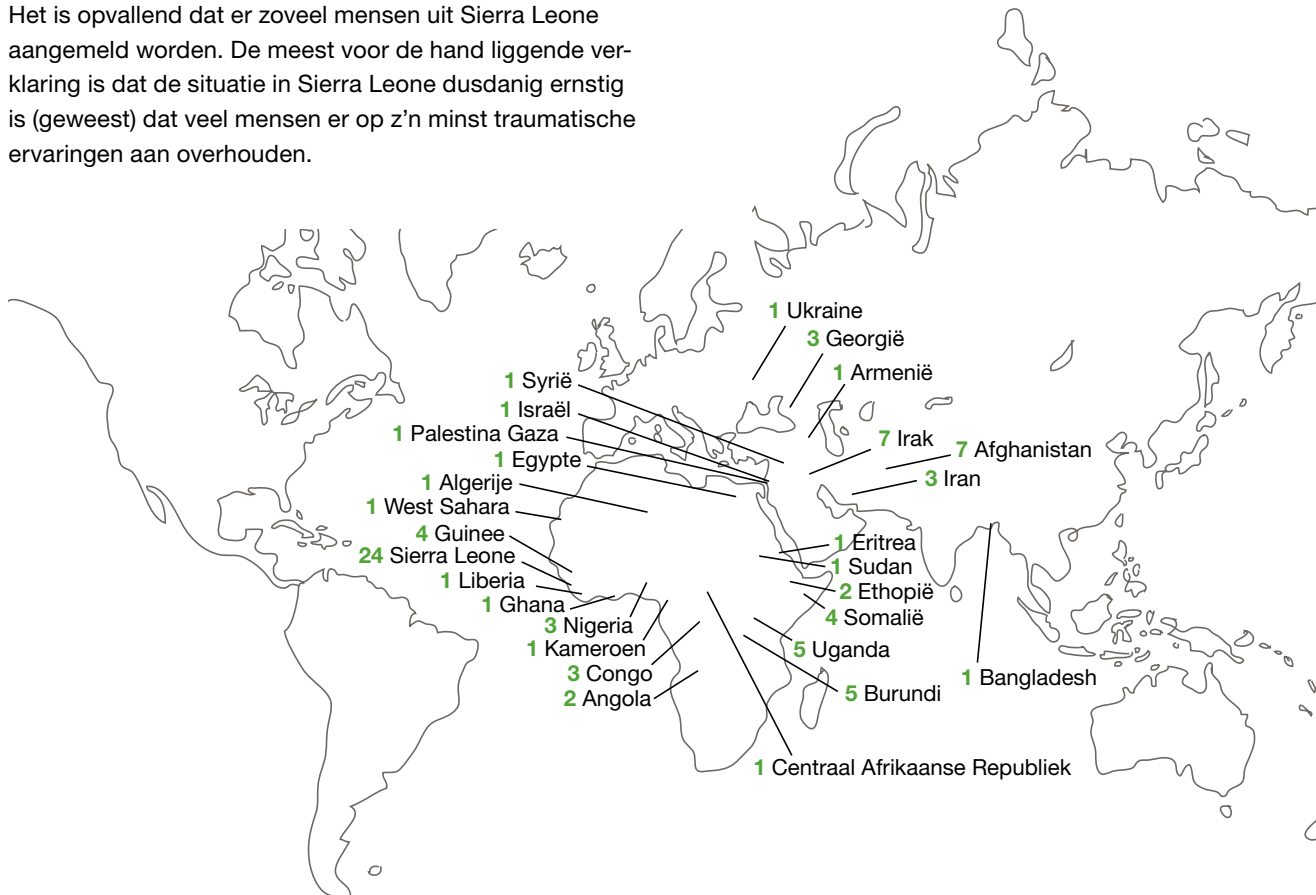 Het is opvallend dat er zoveel mensen uit Sierra Leone
aangemeld worden. De meest voor de hand liggende ver-
klaring is dat de situatie in Sierra Leone dusdanig ernstig
is (geweest) dat veel mensen er op z'n minst traumatische
ervaringen aan overhouden.
1 Ukraine
3 Georgië
1 Armenië
1 Syrië
1 Israël
1 Palestina Gaza
1 Egypte
1 Algerije
1 West Sahara
4 Guinee
24 Sierra Leone
1 Liberia
1 Ghana
3 Nigeria
1 Kameroen
3 Congo
2 Angola
7 Irak
7 Afghanistan
3 Iran
1 Eritrea
1 Sudan
2 Ethopië
4 Somalië
5 Uganda
5 Burundi
1 Bangladesh
1 Centraal Afrikaanse Republiek